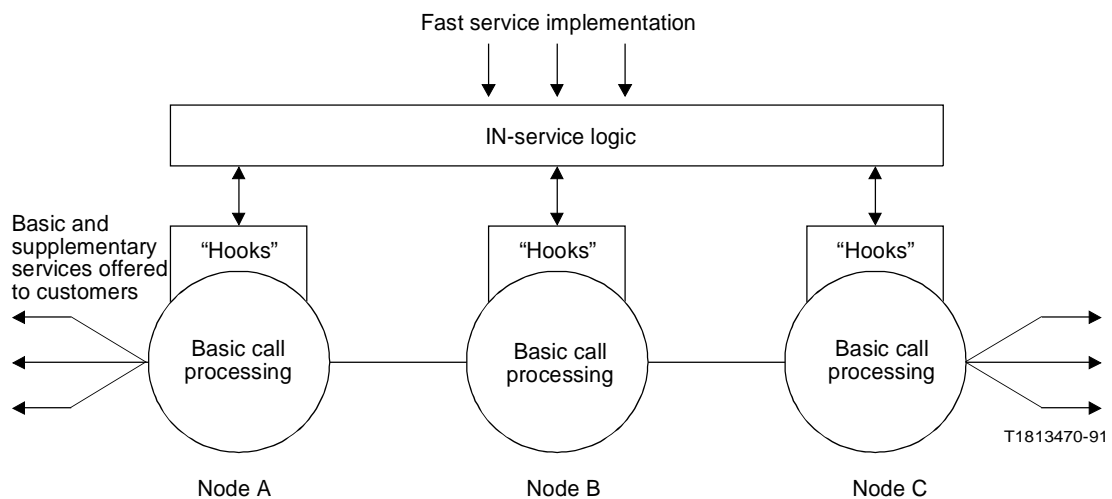 Fast service implementation
IN-service logic
Basic and
supplementary
services offered
to customers
“Hooks”
“Hooks”
“Hooks”
Basic call
processing
Basic call
processing
Basic call
processing
T1813470-91
Node A
Node B
Node C